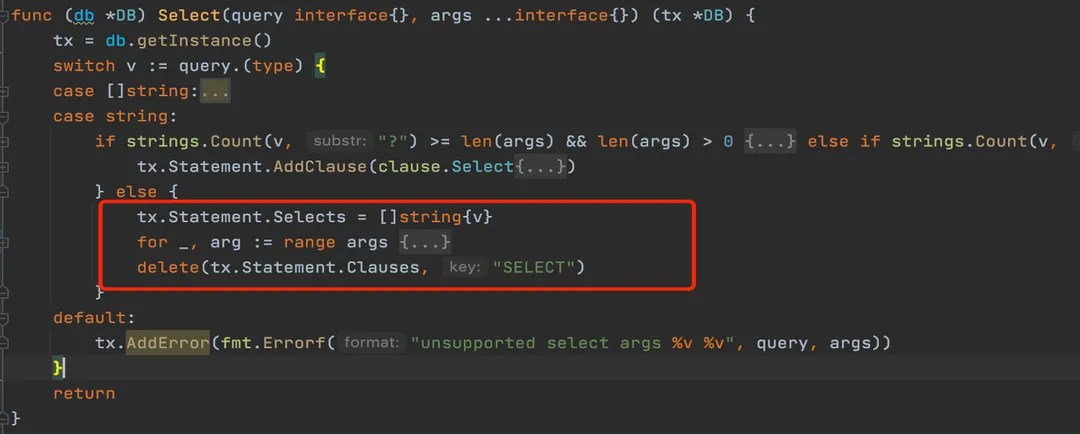 func (db *DB) Select(query interface{}, args ...interface{}) (tx *DB) {
tx = db.getInstance()
switch v := query.(type) {
case []string:...
case string:
if strings.Count(v, substr: "?") >= len(args) && len(args) > 0 {...} else if strings.Count(v,
tx.Statement.AddClause(clause.Select{...})
} else {
tx.Statement.Selects = []string{v}
for _, arg := range args {...}
delete(tx.Statement.Clauses, key: "SELECT")
}
default:
tx.AddError(fmt.Errorf( format: "unsupported select args %v %v", query, args))
}
return
}